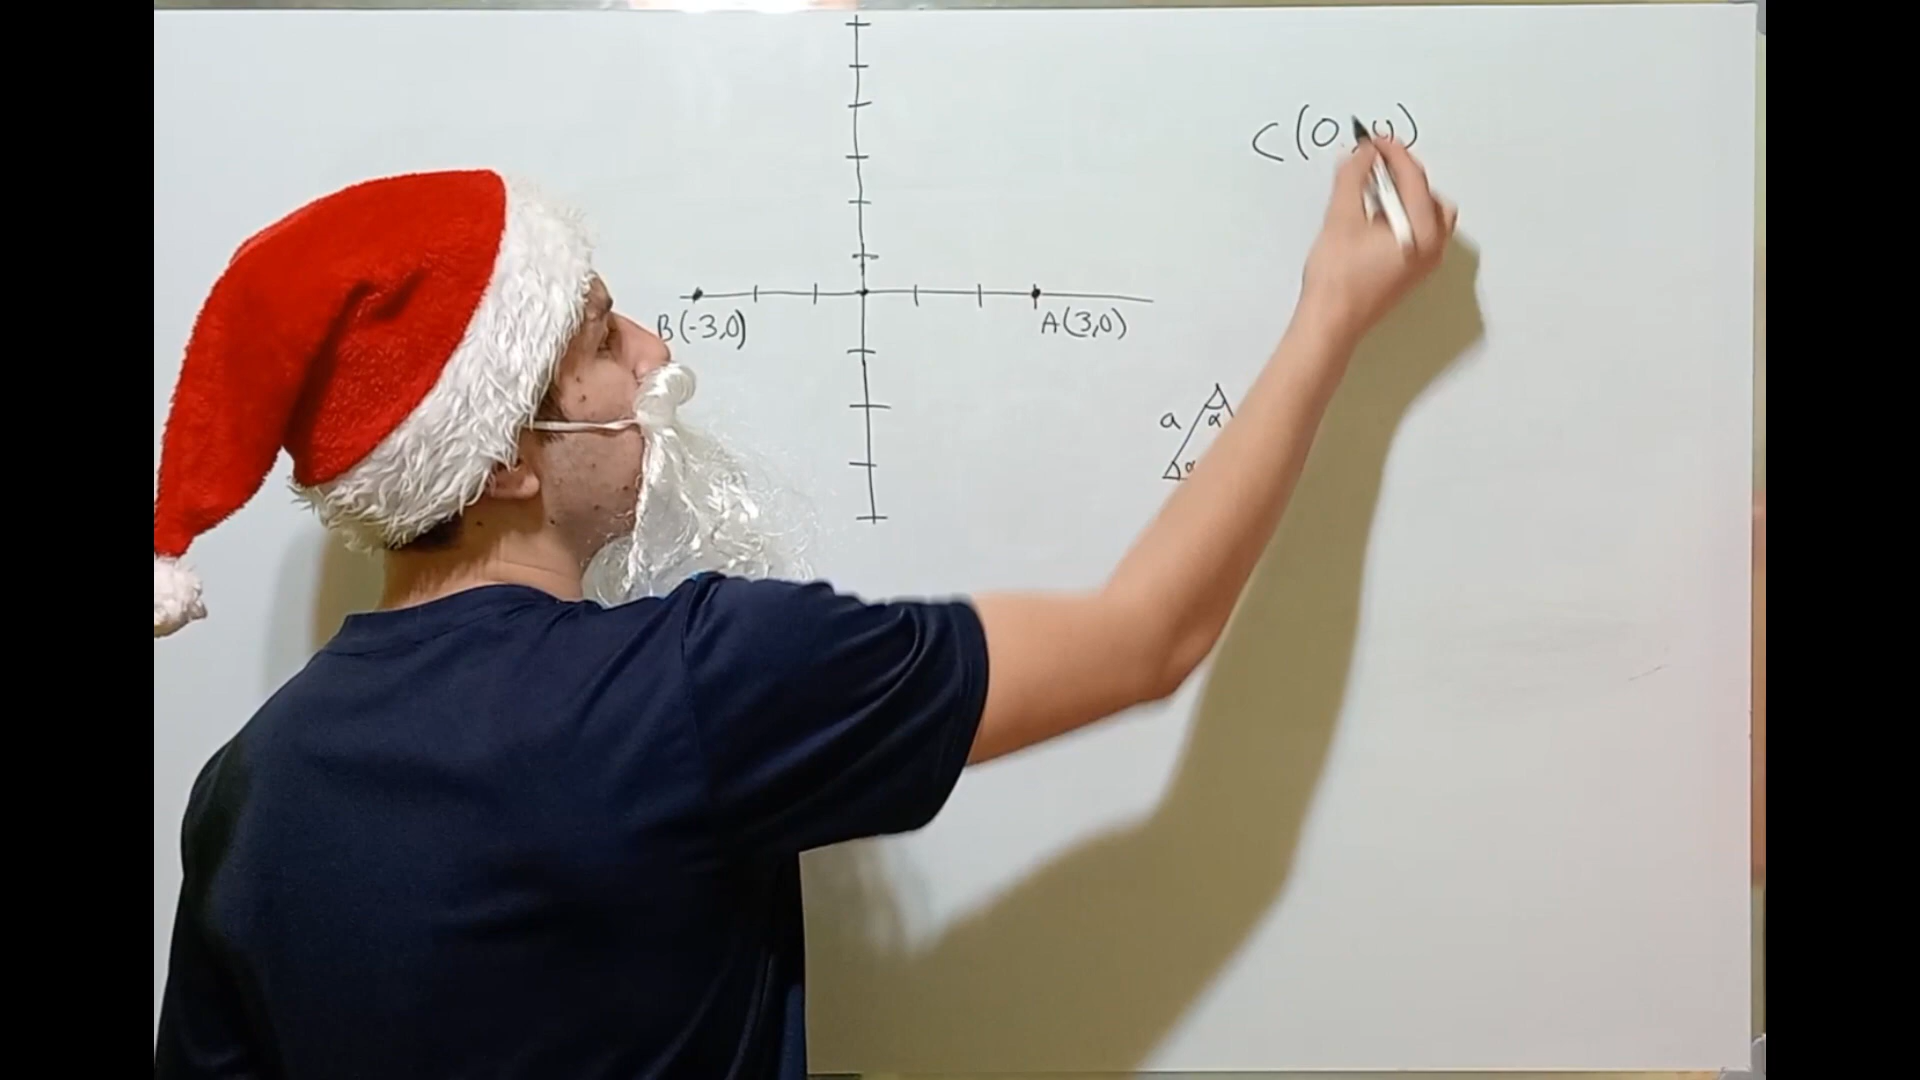 C(0,y)
B(-3,0)
A(3,0)
a
α
α